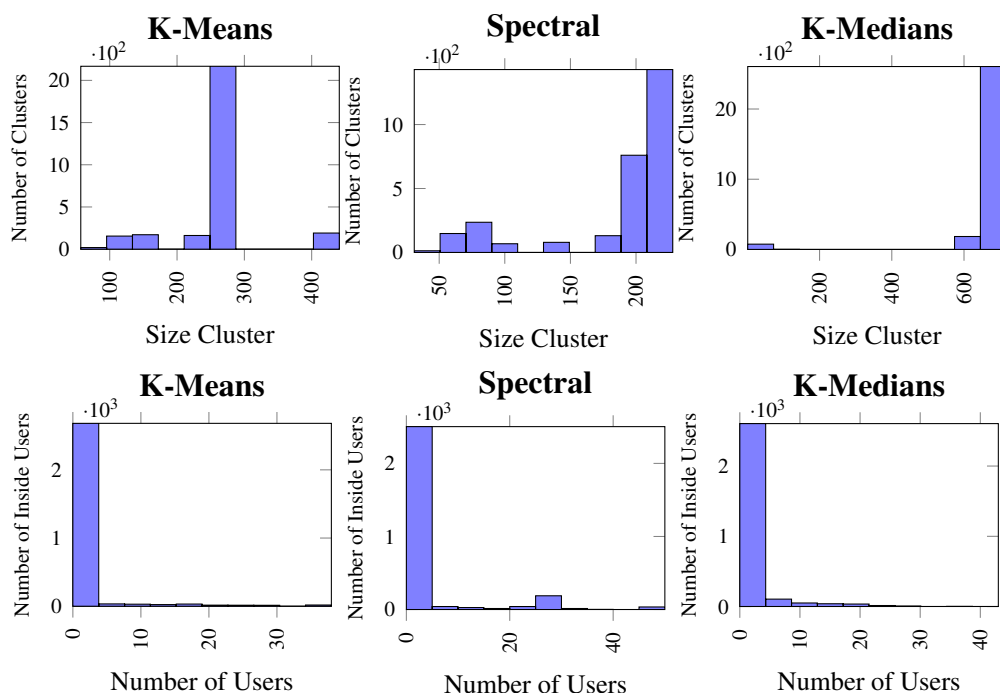 K-Means
·10²
Number of Clusters
20
15
10
5
0
100
200
300
400
Size Cluster
Spectral
·10²
Number of Clusters
10
5
0
50
100
150
200
Size Cluster
K-Medians
·10²
Number of Clusters
20
10
0
200
400
600
Size Cluster
K-Means
·10³
Number of Inside Users
2
1
0
0
10
20
30
Number of Users
Spectral
·10³
Number of Inside Users
2
1
0
0
20
40
Number of Users
K-Medians
·10³
Number of Inside Users
2
1
0
0
10
20
30
40
Number of Users